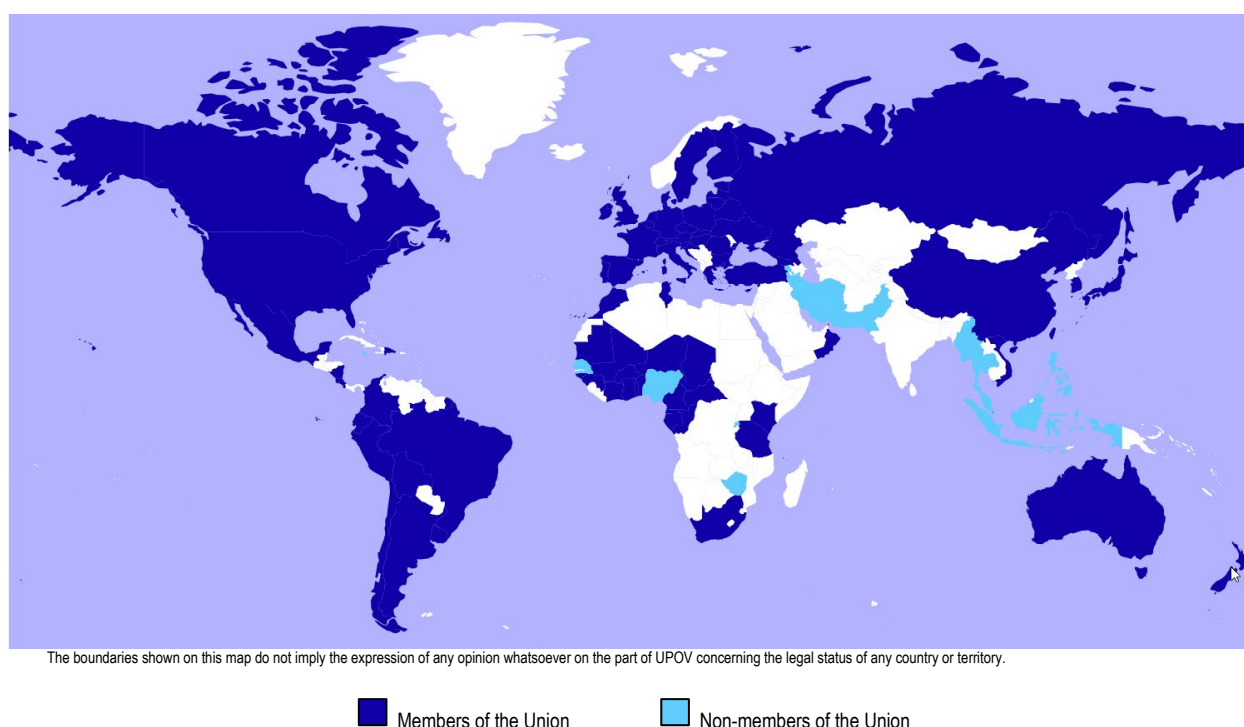 The boundaries shown on this map do not imply the expression of any opinion whatsoever on the part of UPOV concerning the legal status of any country or territory.
Members of the Union
Non-members of the Union